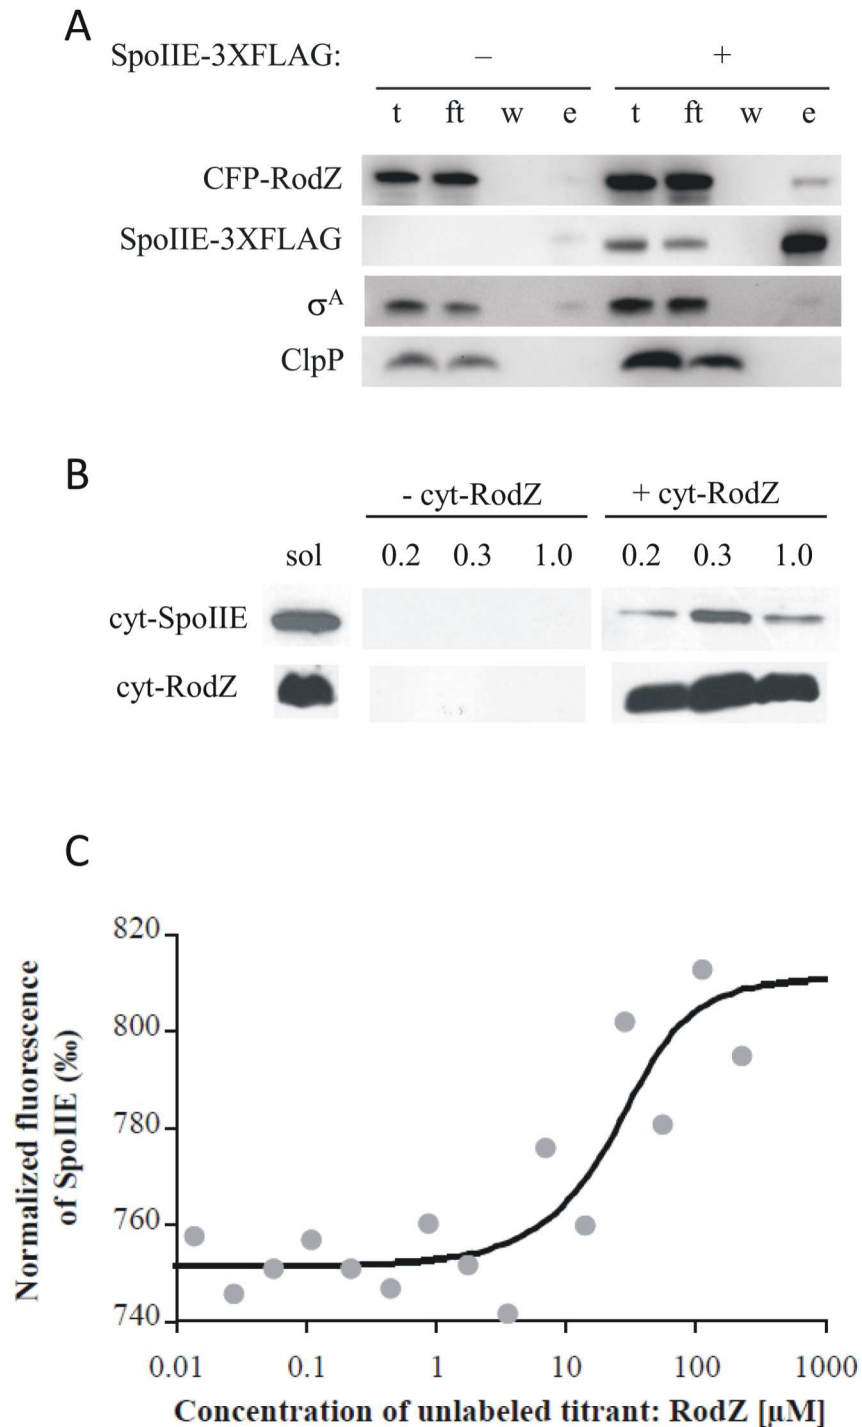 A
SpoIIE-3XFLAG: – +
t ft w e t ft w e
CFP-RodZ
SpoIIE-3XFLAG
σᴬ
ClpP
B
- cyt-RodZ + cyt-RodZ
sol 0.2 0.3 1.0 0.2 0.3 1.0
cyt-SpoIIE
cyt-RodZ
C
Normalized fluorescence
of SpoIIE (‰)
820
800
780
760
740
0.01 0.1 1 10 100 1000
Concentration of unlabeled titrant: RodZ [µM]